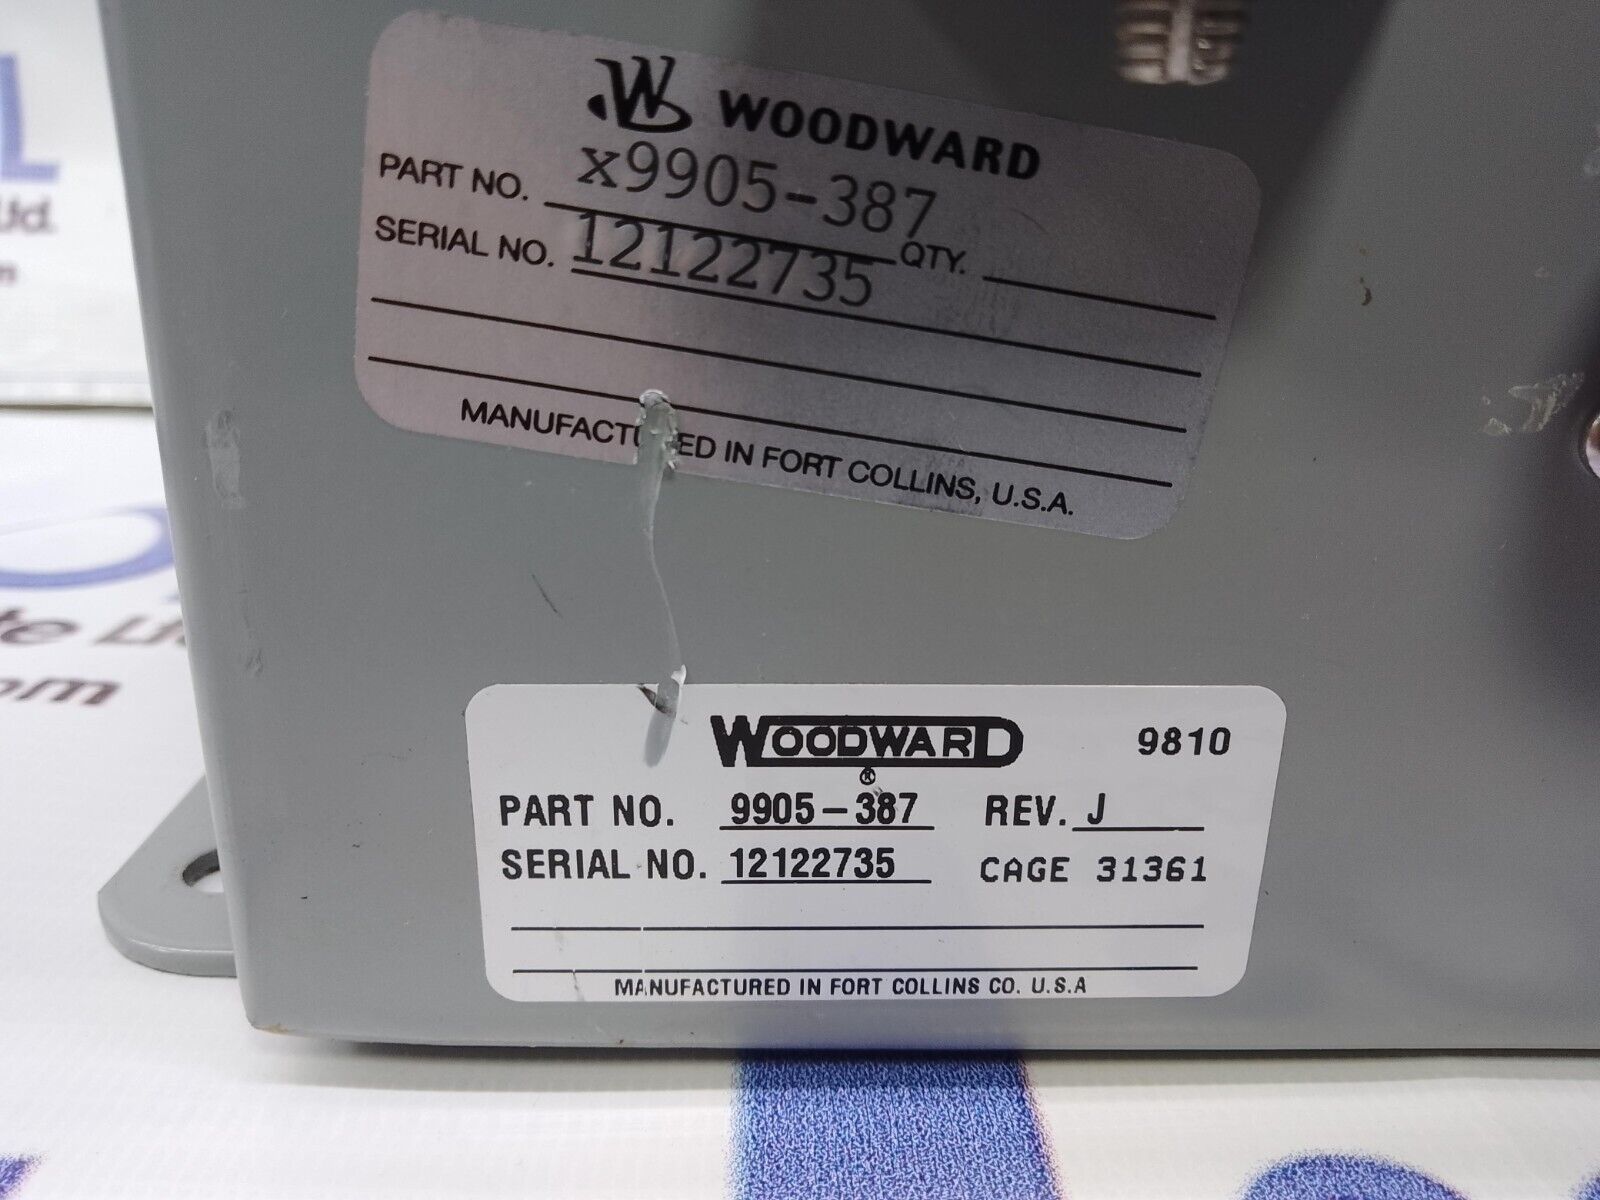 WOODWARD
PART NO. x9905-387 QTY.
SERIAL NO. 12122735
ED IN FORT COLLINS, U.S.A.
WOODWARD 9810
®
PART NO. 9905-387 REV. J
SERIAL NO. 12122735 CAGE 31361
MANUFACTURED IN FORT COLLINS CO. U.S.A